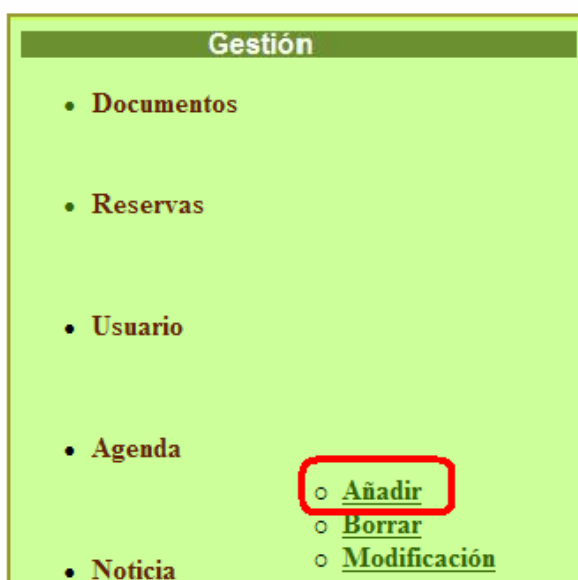 Gestión
Documentos
Reservas
Usuario
Agenda
Añadir
Borrar
Modificación
Noticia